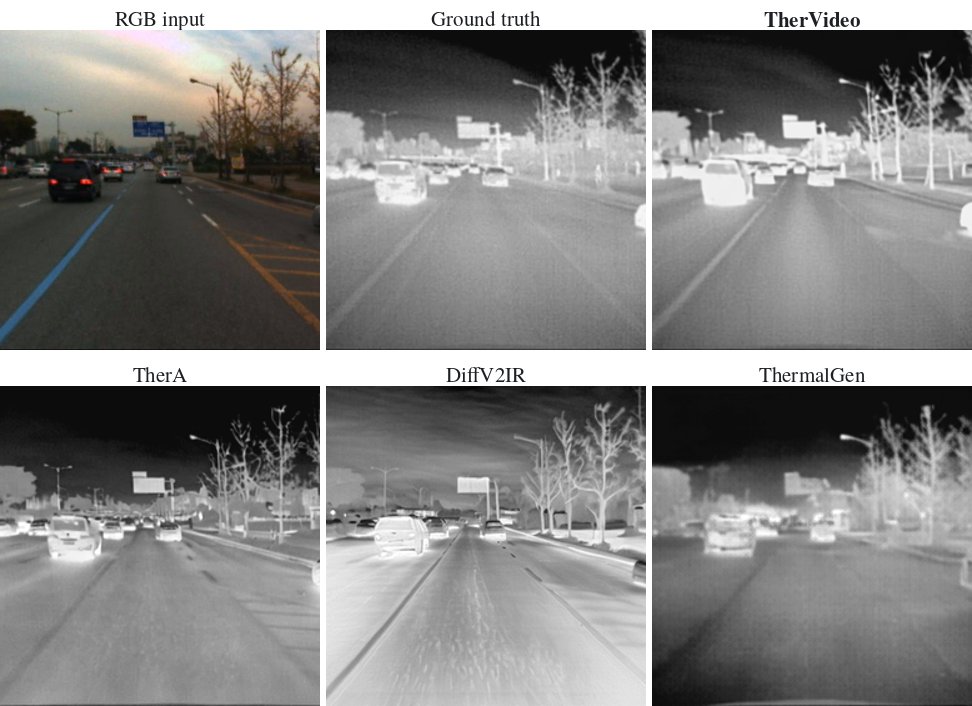 RGB input
Ground truth
TherVideo
TherA
DiffV2IR
ThermalGen